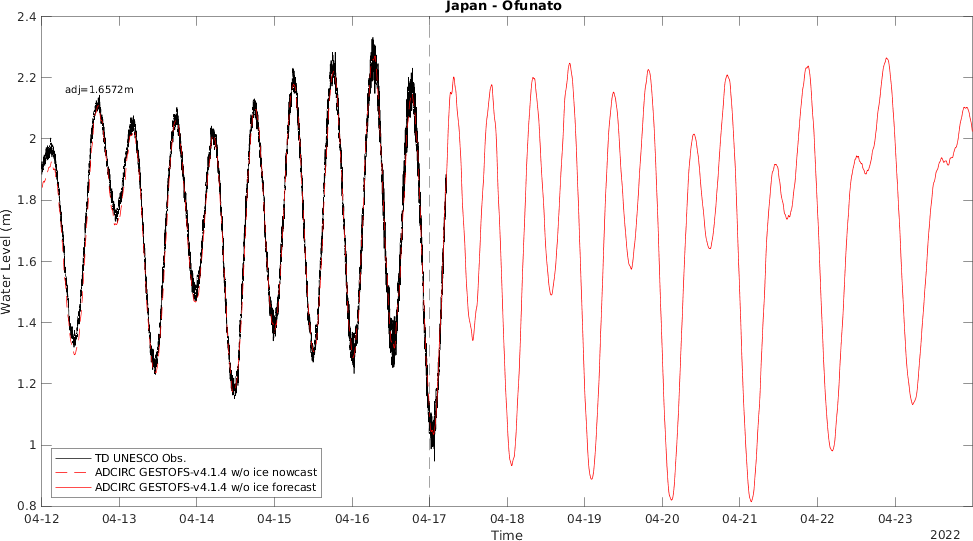 Japan - Ofunato
2.4
2.2
2
1.8
1.6
1.4
1.2
1
0.8
Water Level (m)
adj=1.6572m
TD UNESCO Obs.
ADCIRC GESTOFS-v4.1.4 w/o ice nowcast
ADCIRC GESTOFS-v4.1.4 w/o ice forecast
04-12 04-13 04-14 04-15 04-16 04-17 04-18 04-19 04-20 04-21 04-22 04-23
Time
2022